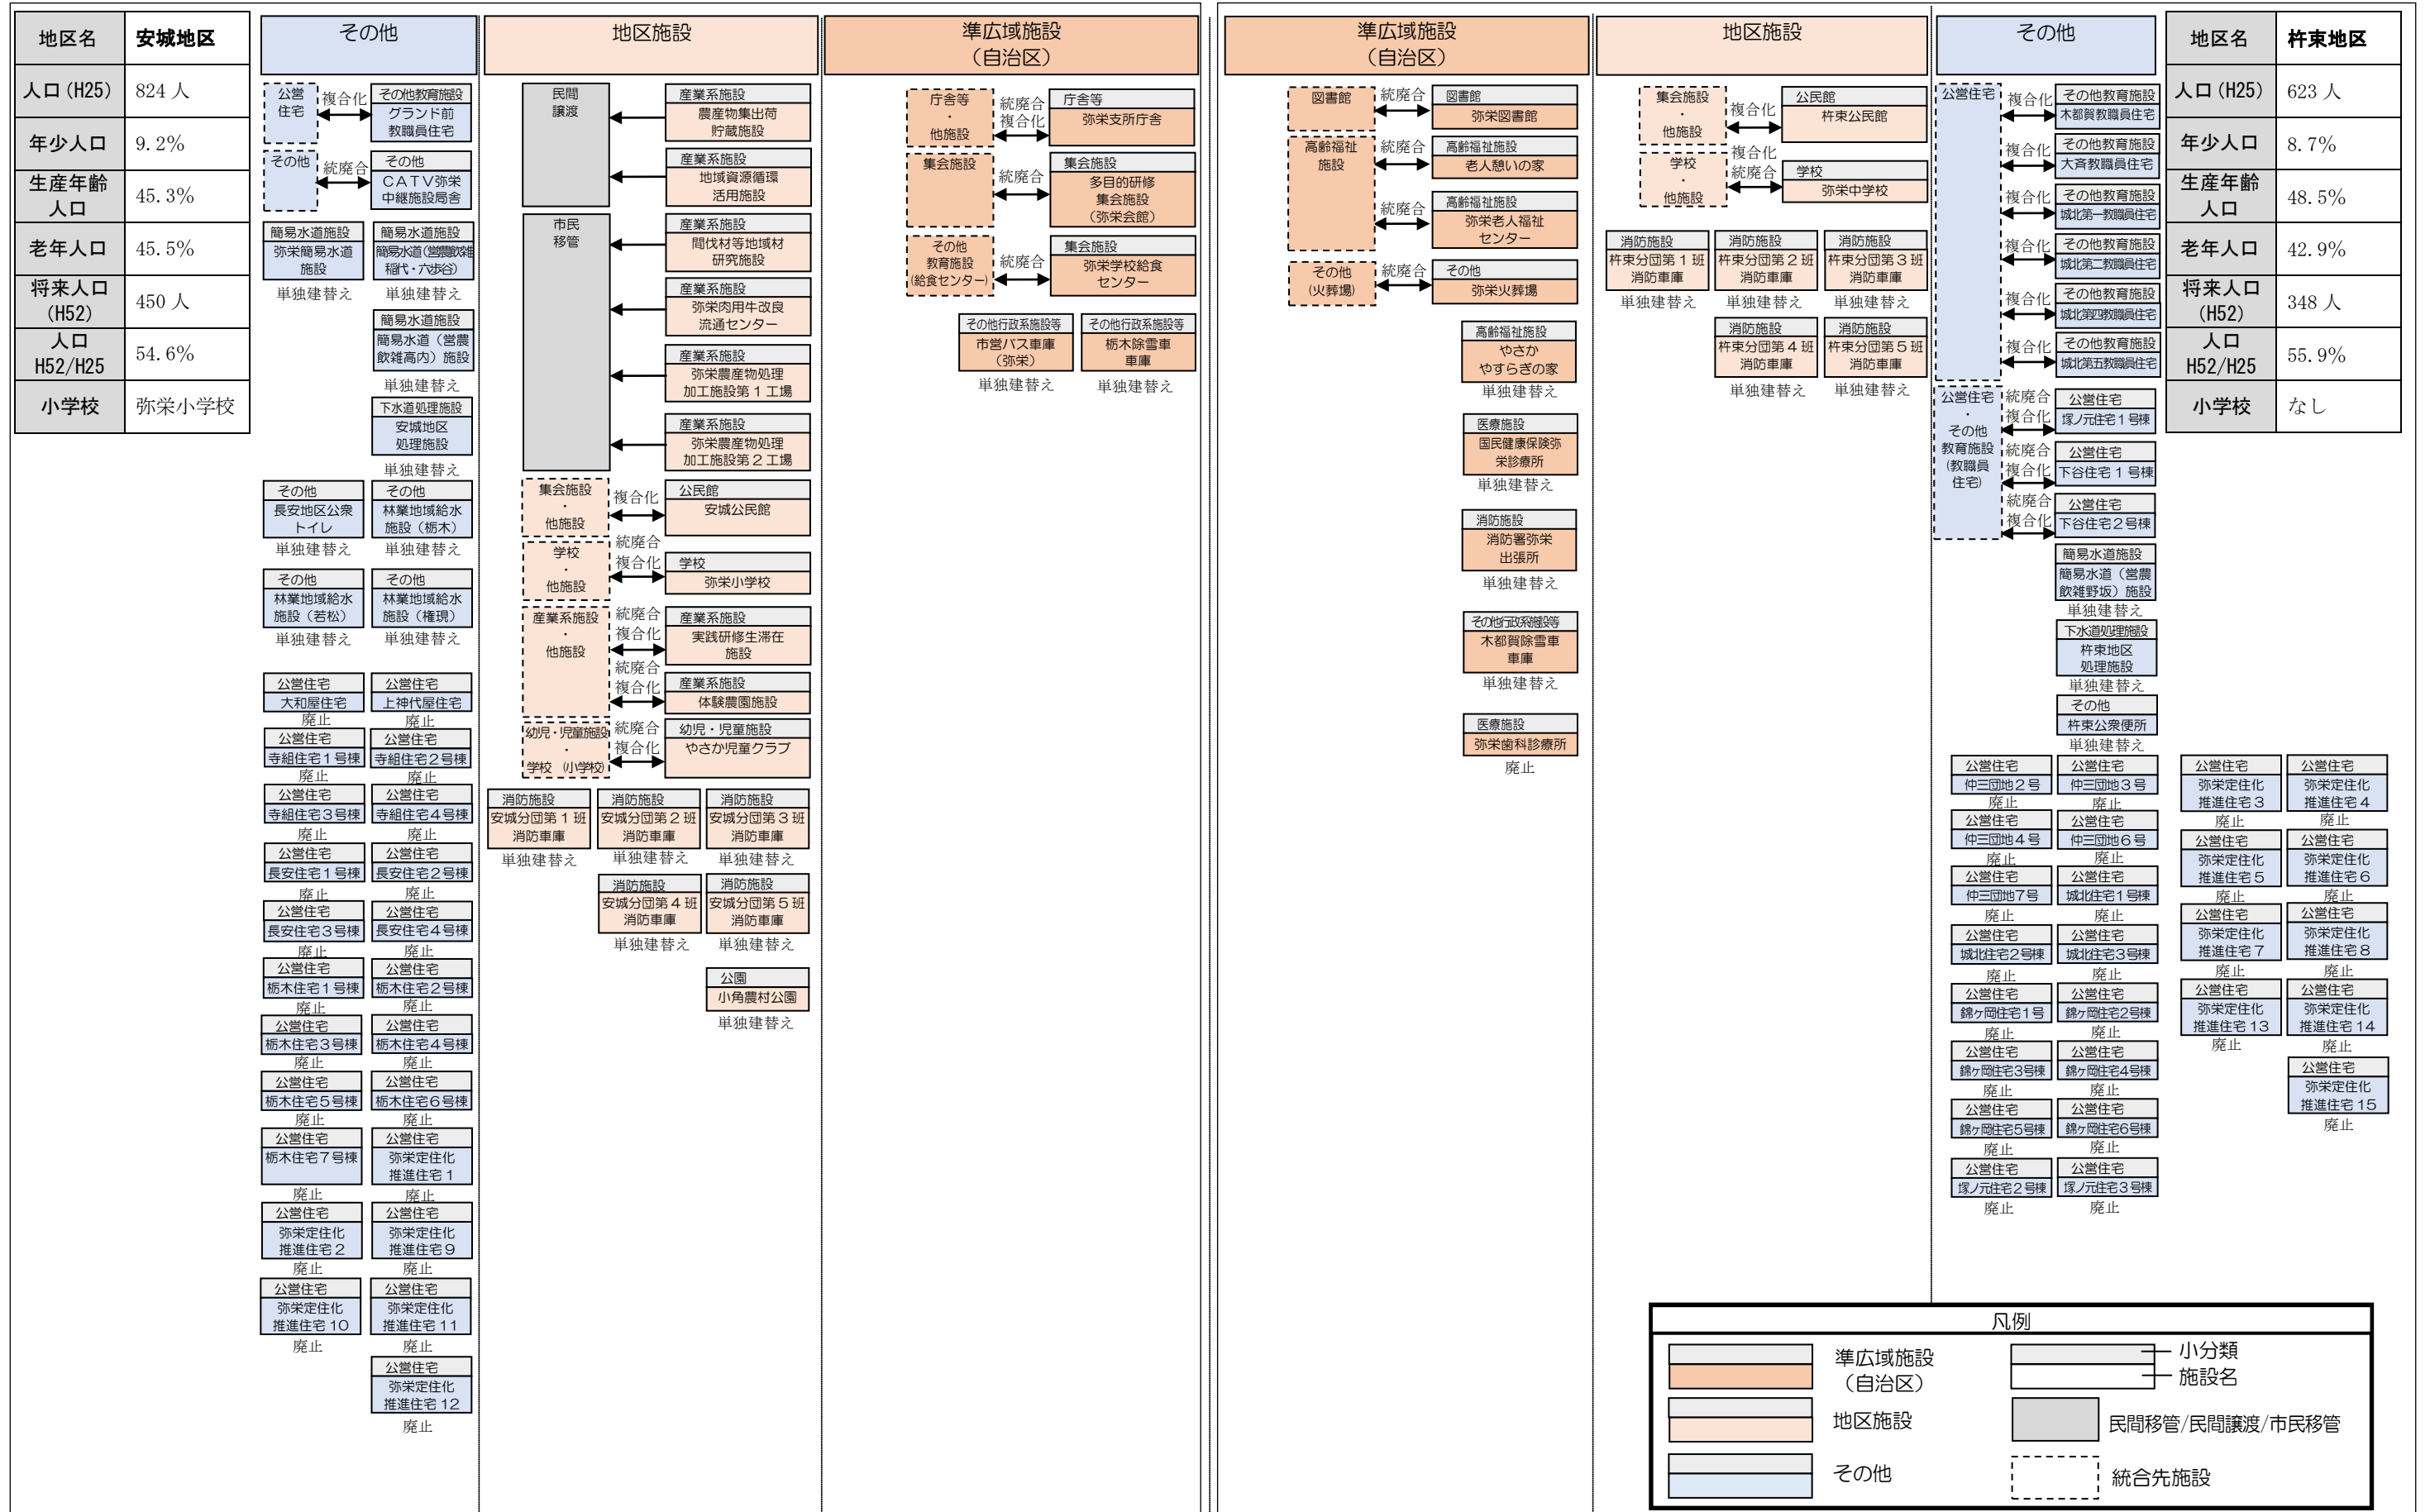 地区名 安城地区
人口(H25) 824人
年少人口 9.2%
生産年齢
人口 45.3%
老年人口 45.5%
将来人口
(H52) 450人
人口
H52/H25 54.6%
小学校 弥栄小学校
その他
公営
住宅
複合化
その他教育施設
グランド前
教職員住宅
その他
統廃合
その他
CATV弥栄
中継施設局舎
簡易水道施設
弥栄簡易水道
施設
単独建替え
簡易水道施設
簡易水道(営農飲雑
稲代・六歩谷)
単独建替え
簡易水道施設
簡易水道(営農
飲雑高内)施設
単独建替え
下水道処理施設
安城地区
処理施設
単独建替え
その他
長安地区公衆
トイレ
単独建替え
その他
林業地域給水
施設(栃木)
単独建替え
その他
林業地域給水
施設(若松)
単独建替え
その他
林業地域給水
施設(権現)
単独建替え
公営住宅
大和屋住宅
廃止
公営住宅
上神代屋住宅
廃止
公営住宅
寺組住宅1号棟
廃止
公営住宅
寺組住宅2号棟
廃止
公営住宅
寺組住宅3号棟
廃止
公営住宅
寺組住宅4号棟
廃止
公営住宅
長安住宅1号棟
廃止
公営住宅
長安住宅2号棟
廃止
公営住宅
長安住宅3号棟
廃止
公営住宅
長安住宅4号棟
廃止
公営住宅
栃木住宅1号棟
廃止
公営住宅
栃木住宅2号棟
廃止
公営住宅
栃木住宅3号棟
廃止
公営住宅
栃木住宅4号棟
廃止
公営住宅
栃木住宅5号棟
廃止
公営住宅
栃木住宅6号棟
廃止
公営住宅
栃木住宅7号棟
廃止
公営住宅
弥栄定住化
推進住宅1
廃止
公営住宅
弥栄定住化
推進住宅2
廃止
公営住宅
弥栄定住化
推進住宅9
廃止
公営住宅
弥栄定住化
推進住宅10
廃止
公営住宅
弥栄定住化
推進住宅11
廃止
公営住宅
弥栄定住化
推進住宅12
廃止
地区施設
民間
譲渡
産業系施設
農産物集出荷
貯蔵施設
産業系施設
地域資源循環
活用施設
市民
移管
産業系施設
間伐材等地域材
研究施設
産業系施設
弥栄肉用牛改良
流通センター
産業系施設
弥栄農産物処理
加工施設第1工場
産業系施設
弥栄農産物処理
加工施設第2工場
集会施設
・
他施設
複合化
公民館
安城公民館
学校
・
他施設
統廃合
複合化
学校
弥栄小学校
産業系施設
・
他施設
統廃合
複合化
産業系施設
実践研修生滞在
施設
統廃合
複合化
産業系施設
体験農園施設
幼児・児童施設
・
学校 (小学校)
統廃合
複合化
幼児・児童施設
やさか児童クラブ
消防施設
安城分団第1班
消防車庫
単独建替え
消防施設
安城分団第2班
消防車庫
単独建替え
消防施設
安城分団第3班
消防車庫
単独建替え
消防施設
安城分団第4班
消防車庫
単独建替え
消防施設
安城分団第5班
消防車庫
単独建替え
公園
小角農村公園
単独建替え
準広域施設
(自治区)
庁舎等
・
他施設
統廃合
複合化
庁舎等
弥栄支所庁舎
集会施設
統廃合
集会施設
多目的研修
集会施設
(弥栄会館)
その他
教育施設
(給食センター)
統廃合
集会施設
弥栄学校給食
センター
その他行政系施設等
市営バス車庫
(弥栄)
単独建替え
その他行政系施設等
栃木除雪車
車庫
単独建替え
準広域施設
(自治区)
図書館
統廃合
図書館
弥栄図書館
高齢福祉
施設
統廃合
高齢福祉施設
老人憩いの家
統廃合
高齢福祉施設
弥栄老人福祉
センター
その他
(火葬場)
統廃合
その他
弥栄火葬場
高齢福祉施設
やさか
やすらぎの家
単独建替え
医療施設
国民健康保険弥
栄診療所
単独建替え
消防施設
消防署弥栄
出張所
単独建替え
その他行政系施設等
木都賀除雪車
車庫
単独建替え
医療施設
弥栄歯科診療所
廃止
地区施設
集会施設
・
他施設
複合化
公民館
杵束公民館
学校
・
他施設
複合化
統廃合
学校
弥栄中学校
消防施設
杵束分団第1班
消防車庫
単独建替え
消防施設
杵束分団第2班
消防車庫
単独建替え
消防施設
杵束分団第3班
消防車庫
単独建替え
消防施設
杵束分団第4班
消防車庫
単独建替え
消防施設
杵束分団第5班
消防車庫
単独建替え
その他
公営住宅
複合化
その他教育施設
木都賀教職員住宅
複合化
その他教育施設
大斉教職員住宅
複合化
その他教育施設
城北第一教職員住宅
複合化
その他教育施設
城北第二教職員住宅
複合化
その他教育施設
城北第四教職員住宅
複合化
その他教育施設
城北第五教職員住宅
公営住宅
・
その他
教育施設
(教職員
住宅)
統廃合
複合化
公営住宅
塚ノ元住宅1号棟
統廃合
複合化
公営住宅
下谷住宅1号棟
統廃合
複合化
公営住宅
下谷住宅2号棟
簡易水道施設
簡易水道(営農
飲雑野坂)施設
単独建替え
下水道処理施設
杵束地区
処理施設
単独建替え
その他
杵束公衆便所
単独建替え
公営住宅
仲三団地2号
廃止
公営住宅
仲三団地3号
廃止
公営住宅
仲三団地4号
廃止
公営住宅
仲三団地6号
廃止
公営住宅
仲三団地7号
廃止
公営住宅
城北住宅1号棟
廃止
公営住宅
城北住宅2号棟
廃止
公営住宅
城北住宅3号棟
廃止
公営住宅
錦ヶ岡住宅1号
廃止
公営住宅
錦ヶ岡住宅2号棟
廃止
公営住宅
錦ヶ岡住宅3号棟
廃止
公営住宅
錦ヶ岡住宅4号棟
廃止
公営住宅
錦ヶ岡住宅5号棟
廃止
公営住宅
錦ヶ岡住宅6号棟
廃止
公営住宅
塚ノ元住宅2号棟
廃止
公営住宅
塚ノ元住宅3号棟
廃止
地区名 杵束地区
人口(H25) 623人
年少人口 8.7%
生産年齢
人口 48.5%
老年人口 42.9%
将来人口
(H52) 348人
人口
H52/H25 55.9%
小学校 なし
公営住宅
弥栄定住化
推進住宅3
廃止
公営住宅
弥栄定住化
推進住宅4
廃止
公営住宅
弥栄定住化
推進住宅5
廃止
公営住宅
弥栄定住化
推進住宅6
廃止
公営住宅
弥栄定住化
推進住宅7
廃止
公営住宅
弥栄定住化
推進住宅8
廃止
公営住宅
弥栄定住化
推進住宅13
廃止
公営住宅
弥栄定住化
推進住宅14
廃止
公営住宅
弥栄定住化
推進住宅15
廃止
凡例
準広域施設
(自治区)
地区施設
その他
小分類
施設名
民間移管/民間譲渡/市民移管
統合先施設